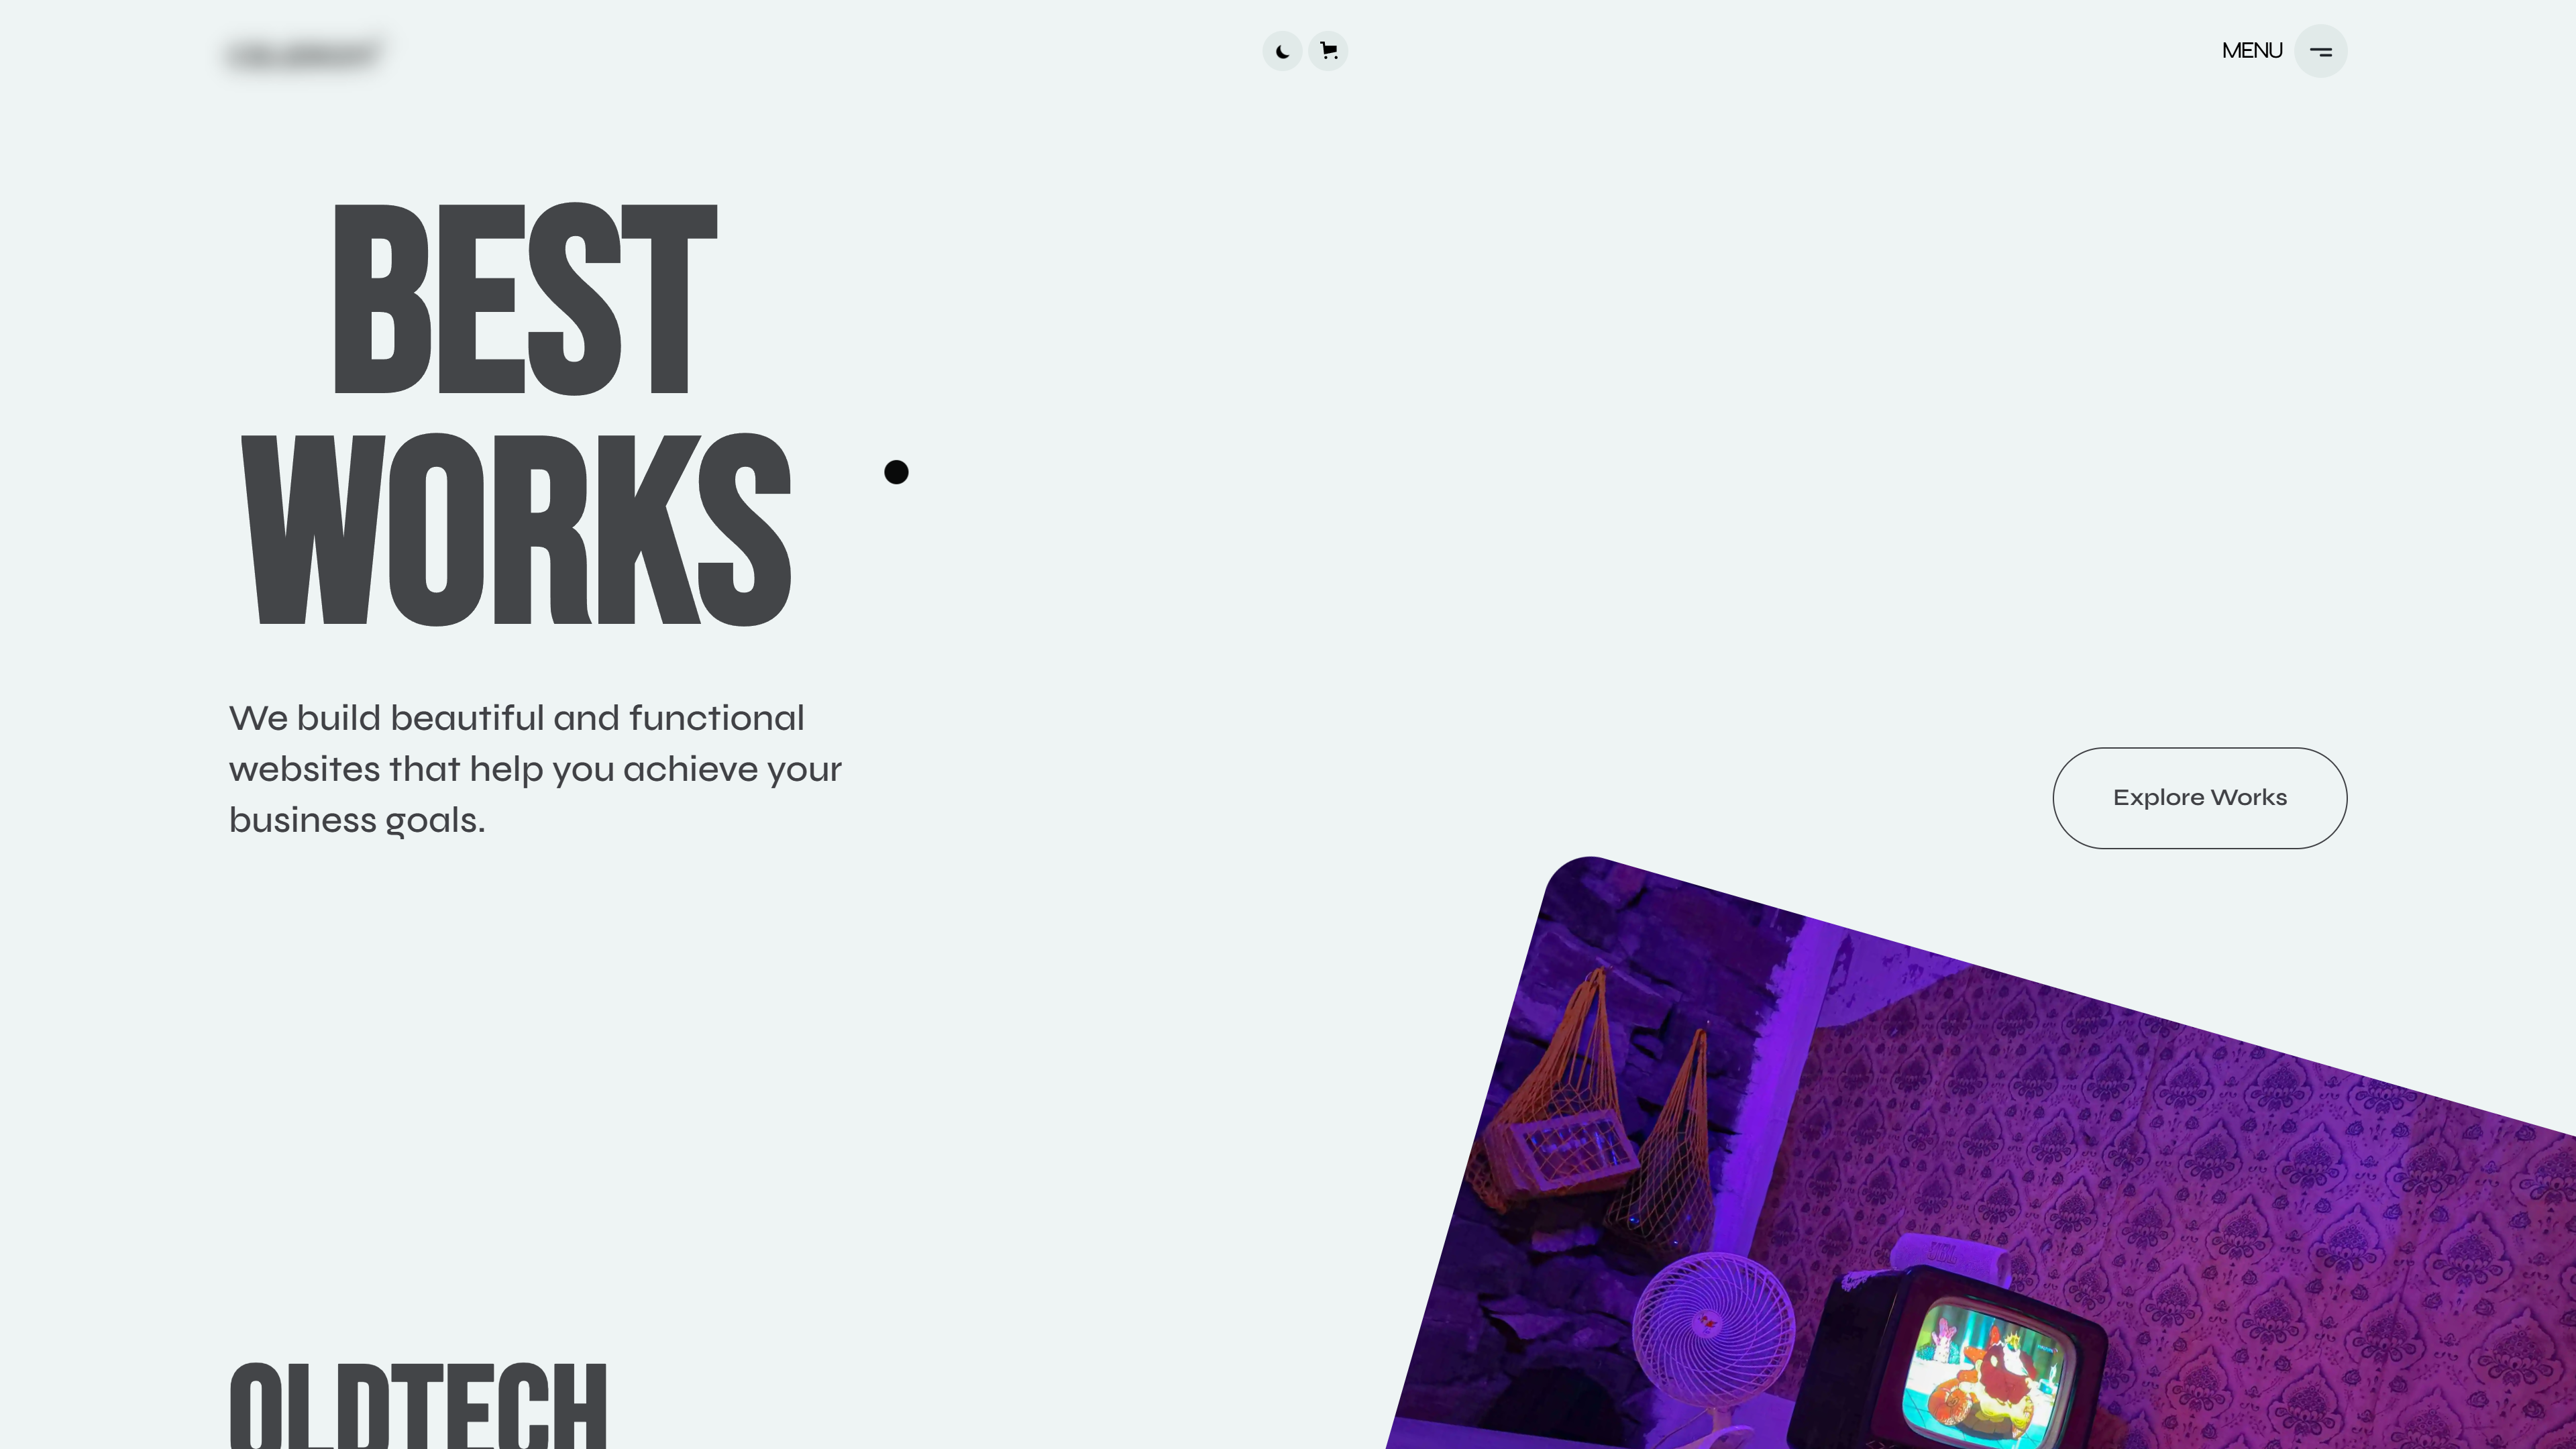 MENU
BEST
WORKS
We build beautiful and functional
websites that help you achieve your
business goals.
Explore Works
OLDTECH